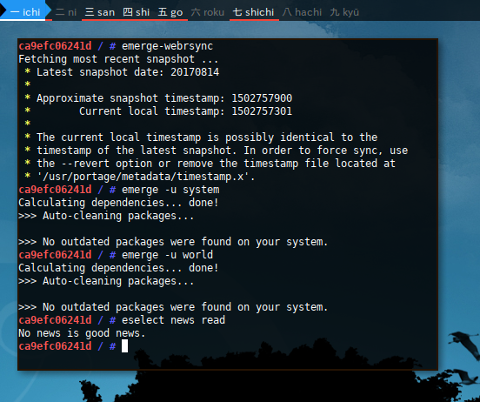 一 ichi 二 ni 三 san 四 shi 五 go 六 roku 七 shichi 八 hachi 九 kyū
ca9efc06241d / # emerge-webrsync
Fetching most recent snapshot ...
* Latest snapshot date: 20170814
*
* Approximate snapshot timestamp: 1502757900
*       Current local timestamp: 1502757301
*
* The current local timestamp is possibly identical to the
* timestamp of the latest snapshot. In order to force sync, use
* the --revert option or remove the timestamp file located at
* '/usr/portage/metadata/timestamp.x'.
ca9efc06241d / # emerge -u system
Calculating dependencies... done!
>>> Auto-cleaning packages...

>>> No outdated packages were found on your system.
ca9efc06241d / # emerge -u world
Calculating dependencies... done!
>>> Auto-cleaning packages...

>>> No outdated packages were found on your system.
ca9efc06241d / # eselect news read
No news is good news.
ca9efc06241d / #